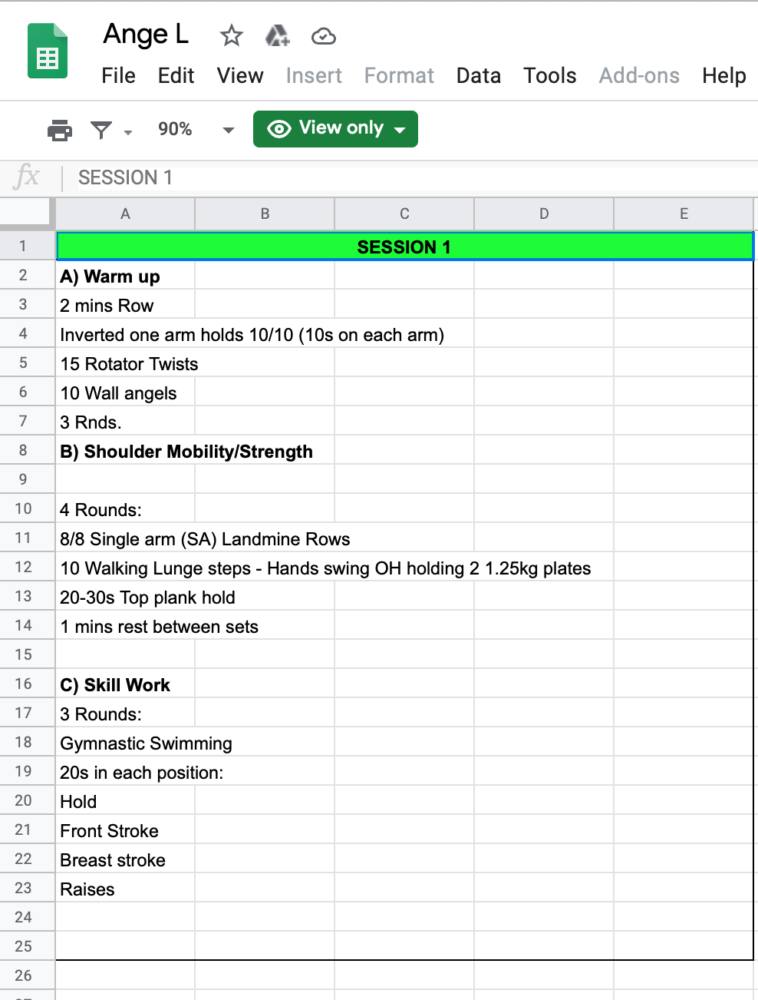 Ange L
File Edit View Insert Format Data Tools Add-ons Help
90% View only
fx SESSION 1
A B C D E
1 SESSION 1
2 A) Warm up
3 2 mins Row
4 Inverted one arm holds 10/10 (10s on each arm)
5 15 Rotator Twists
6 10 Wall angels
7 3 Rnds.
8 B) Shoulder Mobility/Strength
9
10 4 Rounds:
11 8/8 Single arm (SA) Landmine Rows
12 10 Walking Lunge steps - Hands swing OH holding 2 1.25kg plates
13 20-30s Top plank hold
14 1 mins rest between sets
15
16 C) Skill Work
17 3 Rounds:
18 Gymnastic Swimming
19 20s in each position:
20 Hold
21 Front Stroke
22 Breast stroke
23 Raises
24
25
26